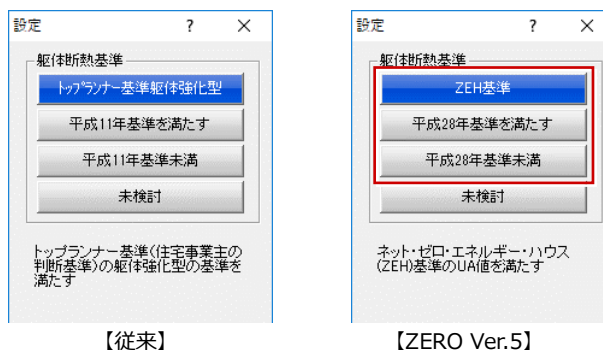 設定 ? ×
躯体断熱基準
トップランナー基準躯体強化型
平成11年基準を満たす
平成11年基準未満
未検討
トップランナー基準(住宅事業主の
判断基準)の躯体強化型の基準を
満たす
【従来】
設定 ? ×
躯体断熱基準
ZEH基準
平成28年基準を満たす
平成28年基準未満
未検討
ネット・ゼロ・エネルギー・ハウス
(ZEH)基準のUA値を満たす
【ZERO Ver.5】